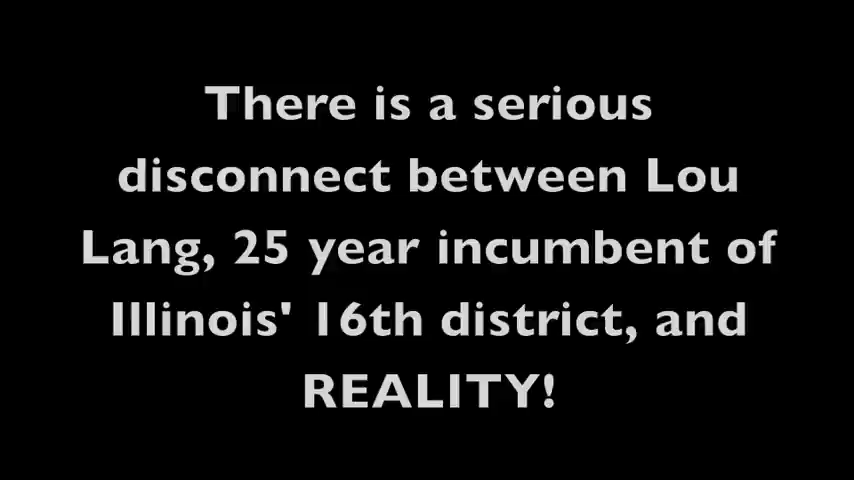 There is a serious
disconnect between Lou
Lang, 25 year incumbent of
Illinois' 16th district, and
REALITY!